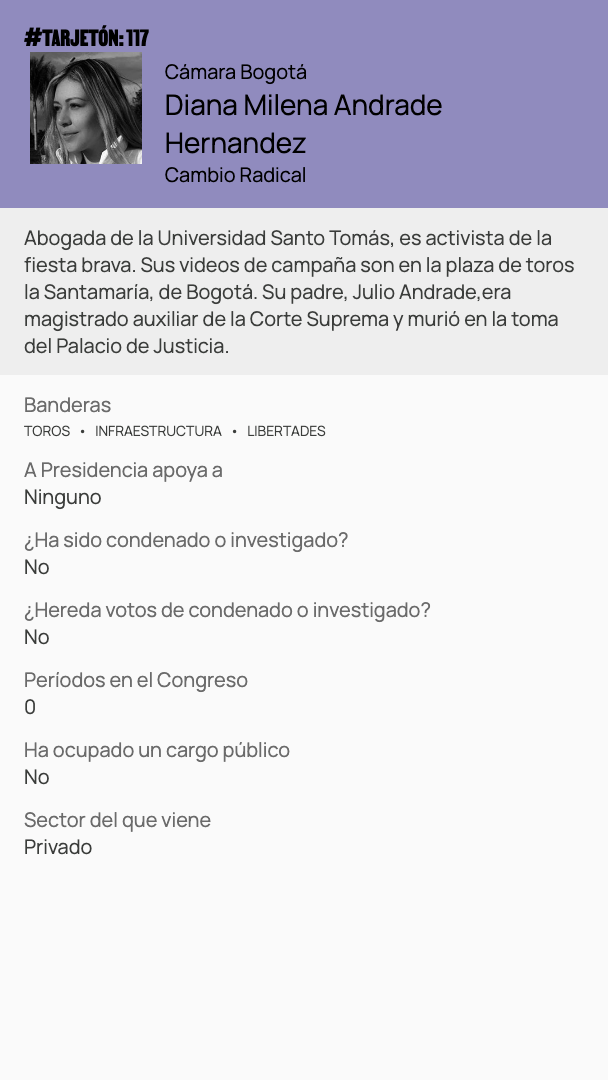 #TARJETÓN: 117
Cámara Bogotá
Diana Milena Andrade
Hernandez
Cambio Radical
Abogada de la Universidad Santo Tomás, es activista de la
fiesta brava. Sus videos de campaña son en la plaza de toros
la Santamaría, de Bogotá. Su padre, Julio Andrade,era
magistrado auxiliar de la Corte Suprema y murió en la toma
del Palacio de Justicia.
Banderas
TOROS • INFRAESTRUCTURA • LIBERTADES
A Presidencia apoya a
Ninguno
¿Ha sido condenado o investigado?
No
¿Hereda votos de condenado o investigado?
No
Períodos en el Congreso
0
Ha ocupado un cargo público
No
Sector del que viene
Privado